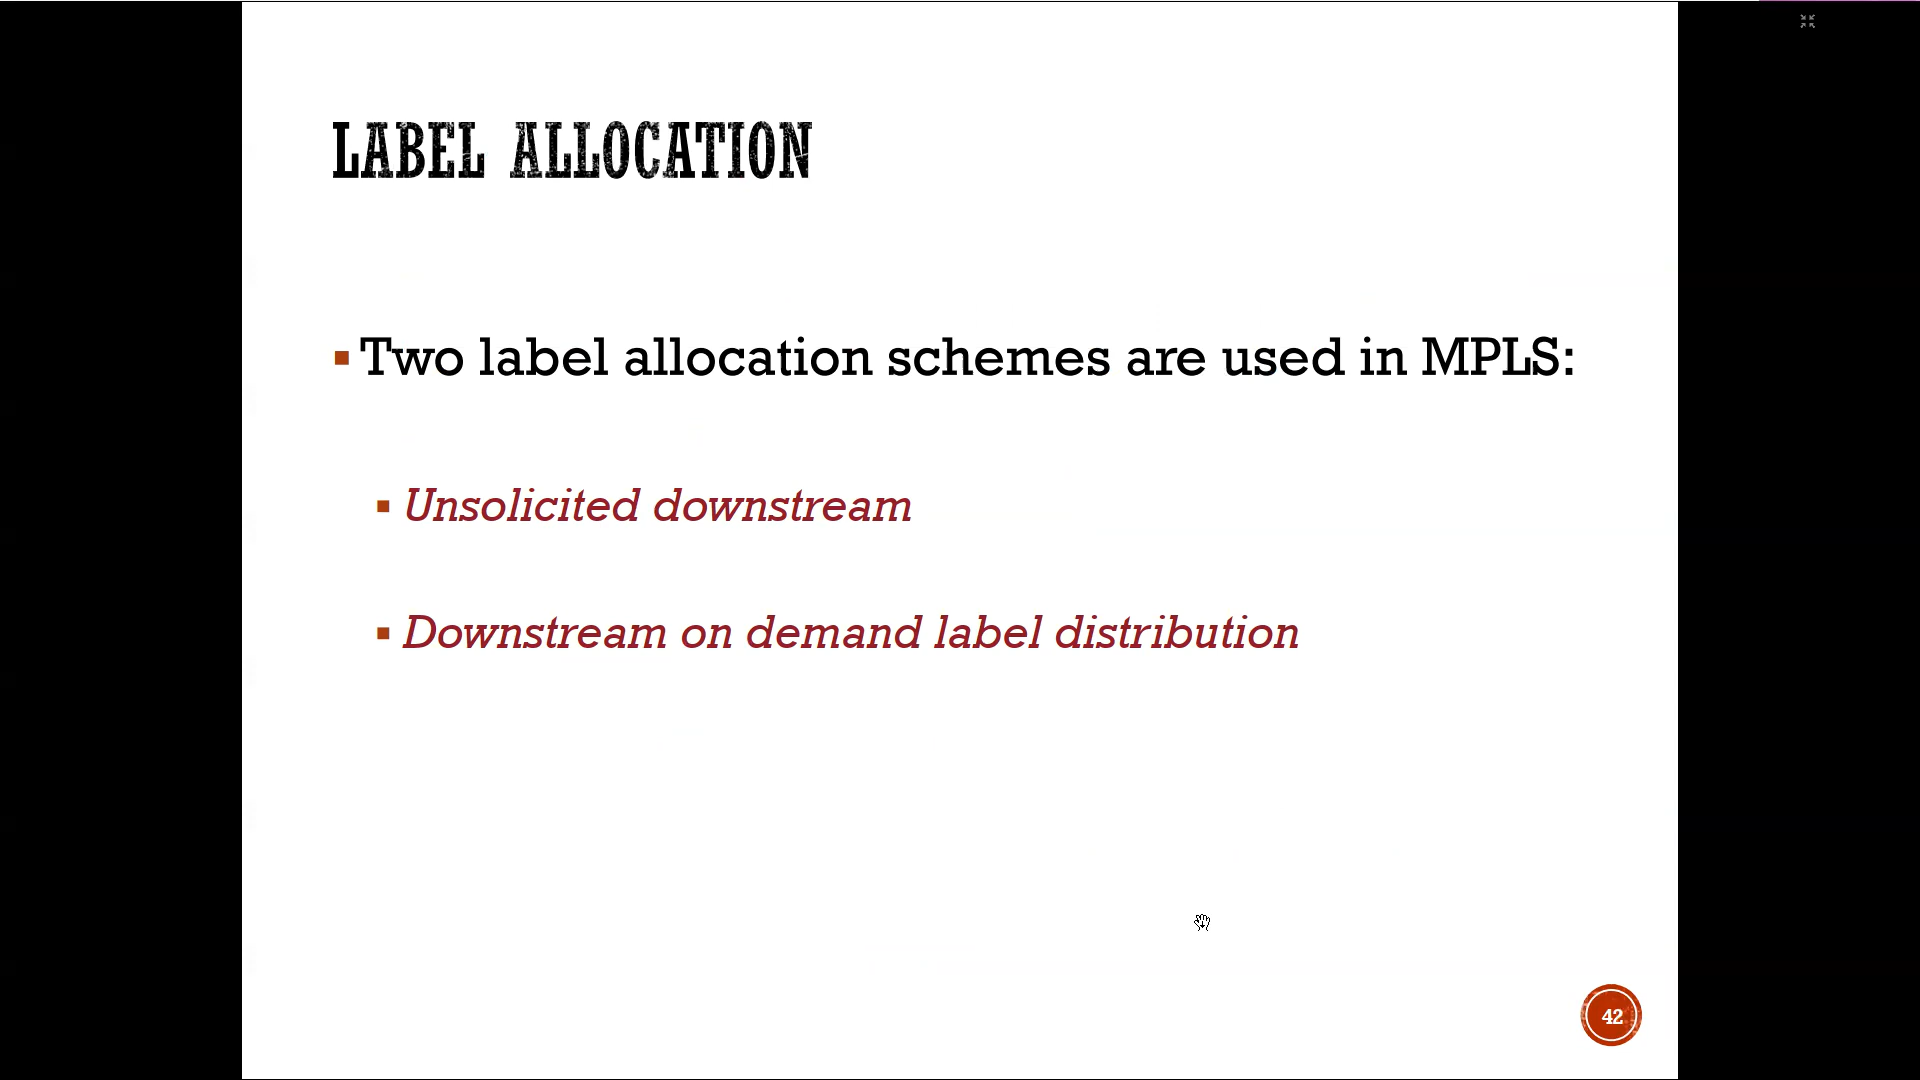 LABEL ALLOCATION
Two label allocation schemes are used in MPLS:
Unsolicited downstream
Downstream on demand label distribution
42